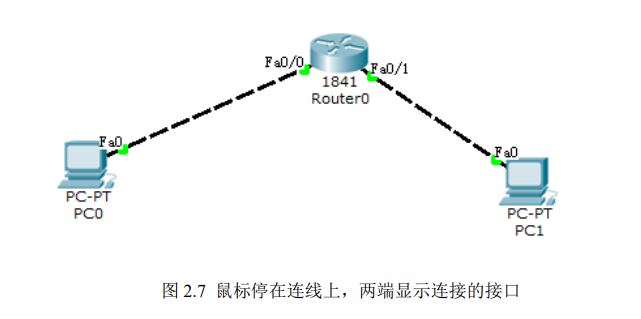 Fa0/0
Fa0/1
1841
Router0
Fa0
PC-PT
PC0
Fa0
PC-PT
PC1
图 2.7 鼠标停在连线上，两端显示连接的接口